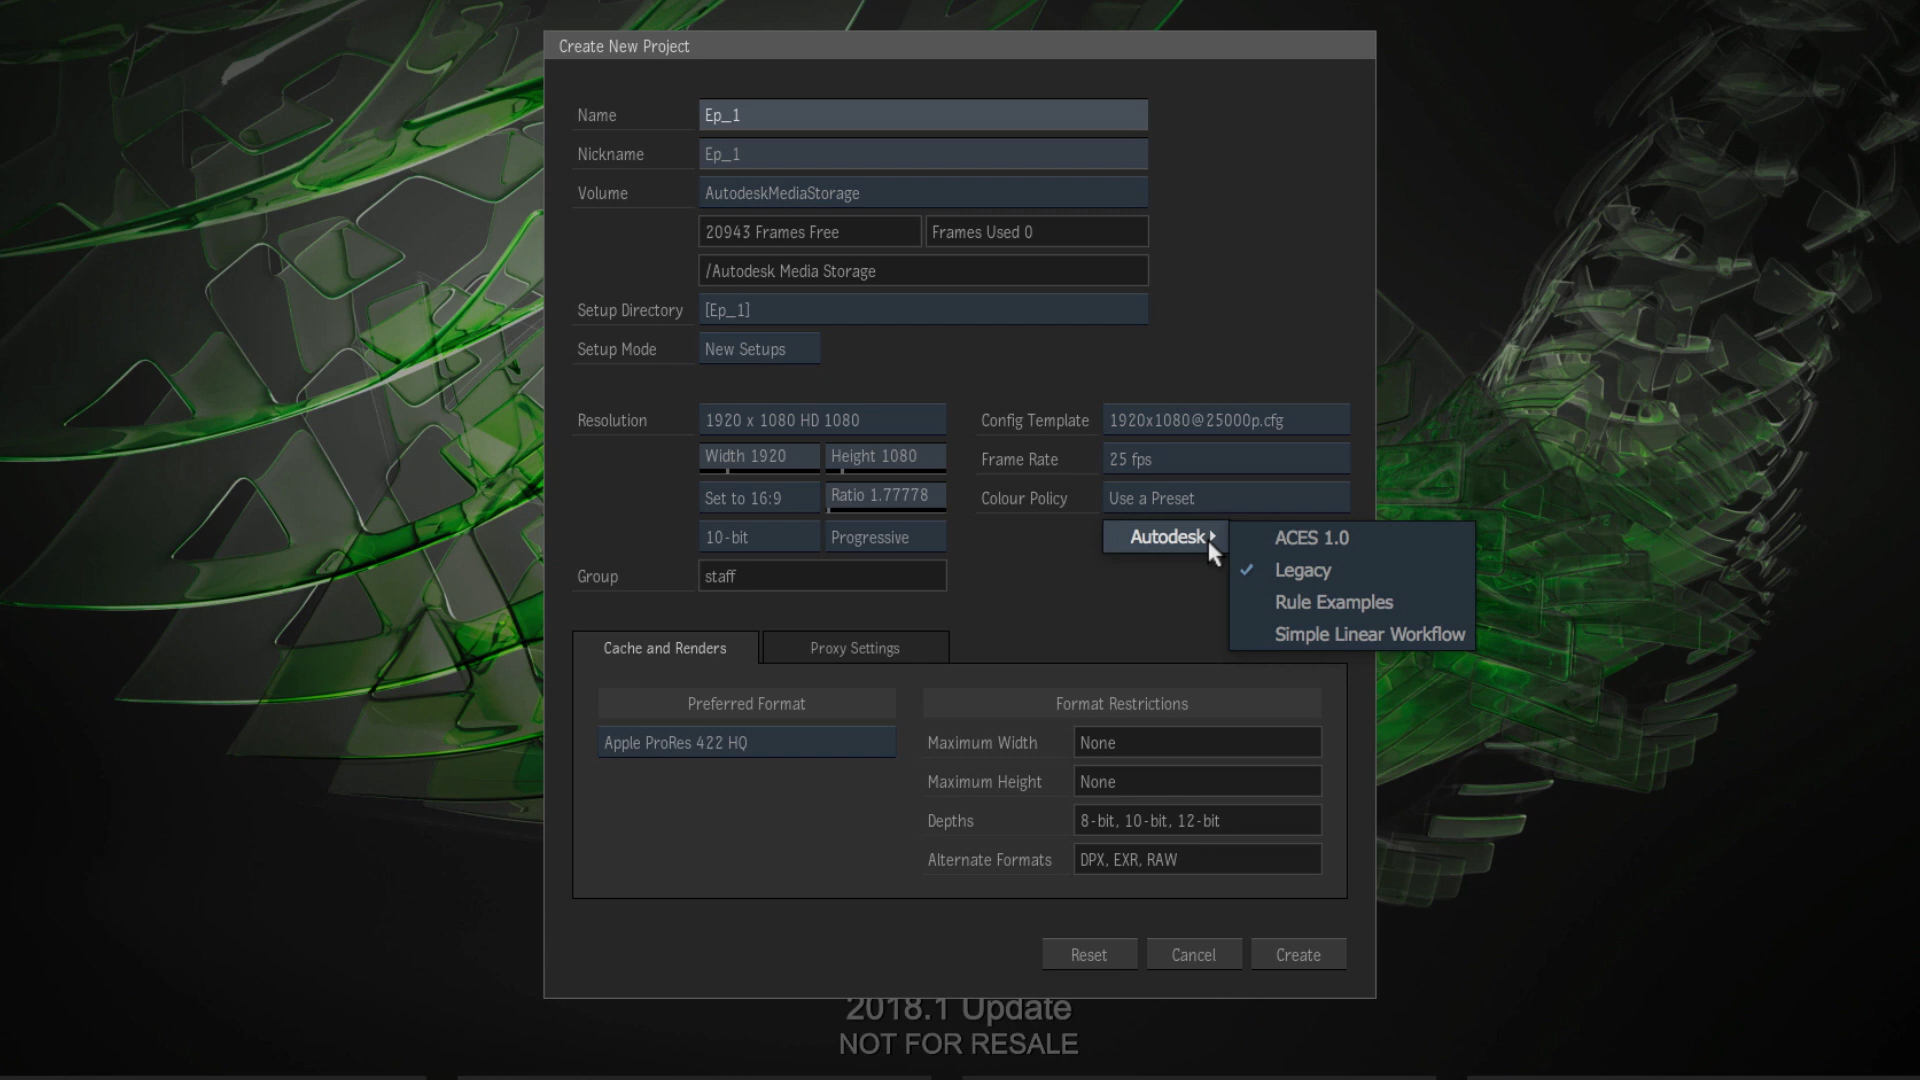 Create New Project
Name
Ep_1
Nickname
Ep_1
Volume
AutodeskMediaStorage
20943 Frames Free
Frames Used 0
/Autodesk Media Storage
Setup Directory
[Ep_1]
Setup Mode
New Setups
Resolution
1920 x 1080 HD 1080
Width 1920
Height 1080
Set to 16:9
Ratio 1.77778
10-bit
Progressive
Group
staff
Config Template
1920x1080@25000p.cfg
Frame Rate
25 fps
Colour Policy
Use a Preset
Autodesk
ACES 1.0
Legacy
Rule Examples
Simple Linear Workflow
Cache and Renders
Proxy Settings
Preferred Format
Apple ProRes 422 HQ
Format Restrictions
Maximum Width
None
Maximum Height
None
Depths
8-bit, 10-bit, 12-bit
Alternate Formats
DPX, EXR, RAW
Reset
Cancel
Create
2018.1 Update
NOT FOR RESALE